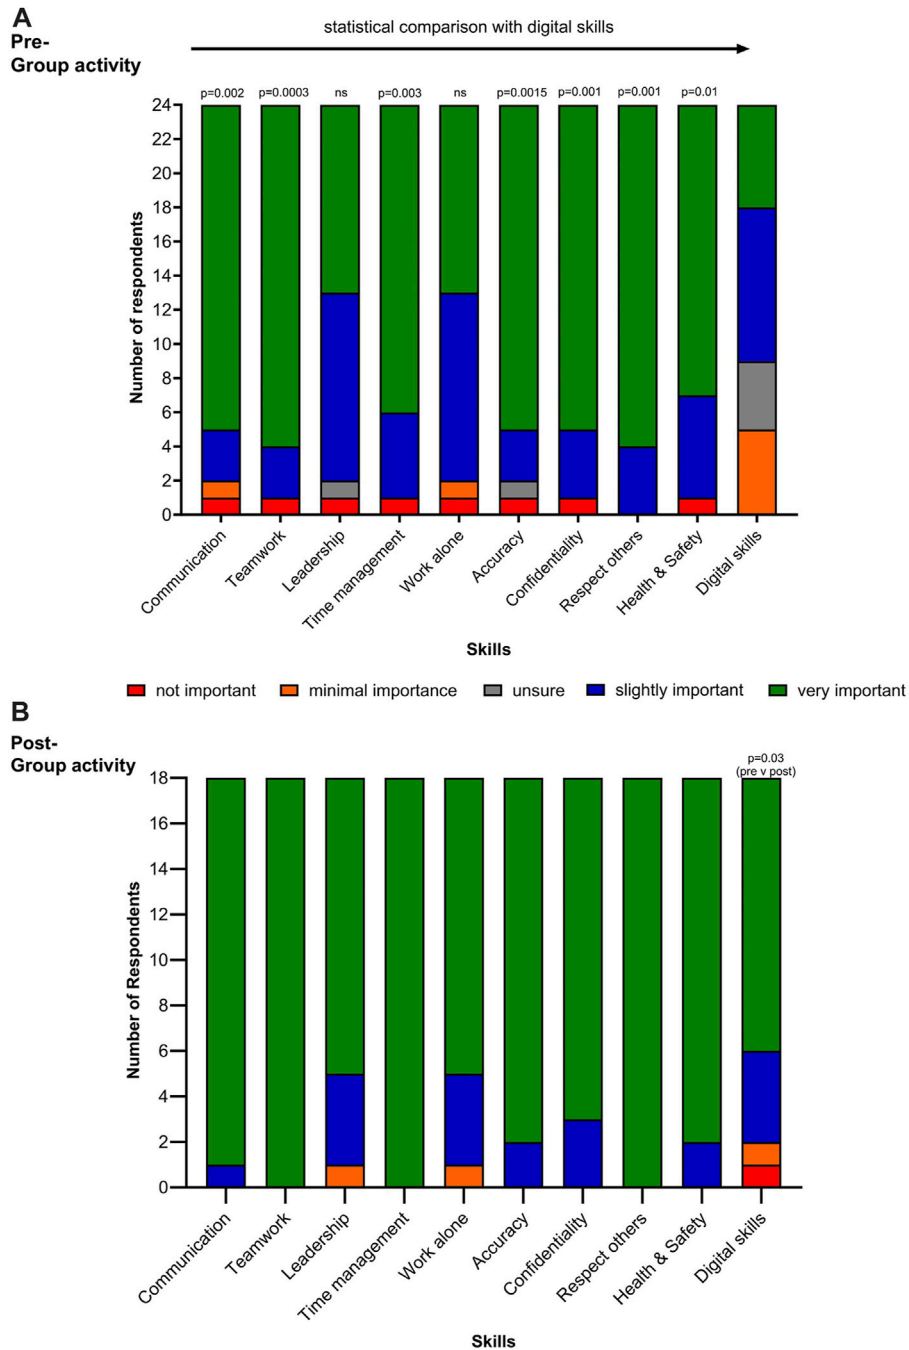 A
Pre-
Group activity
statistical comparison with digital skills
p=0.002 p=0.0003 ns p=0.003 ns p=0.0015 p=0.001 p=0.001 p=0.01
24
22
20
18
16
14
12
10
8
6
4
2
0
Number of respondents
Communication
Teamwork
Leadership
Time management
Work alone
Accuracy
Confidentiality
Respect others
Health & Safety
Digital skills
Skills
not important minimal importance unsure slightly important very important
B
Post-
Group activity
p=0.03
(pre v post)
18
16
14
12
10
8
6
4
2
0
Number of Respondents
Communication
Teamwork
Leadership
Time management
Work alone
Accuracy
Confidentiality
Respect others
Health & Safety
Digital skills
Skills